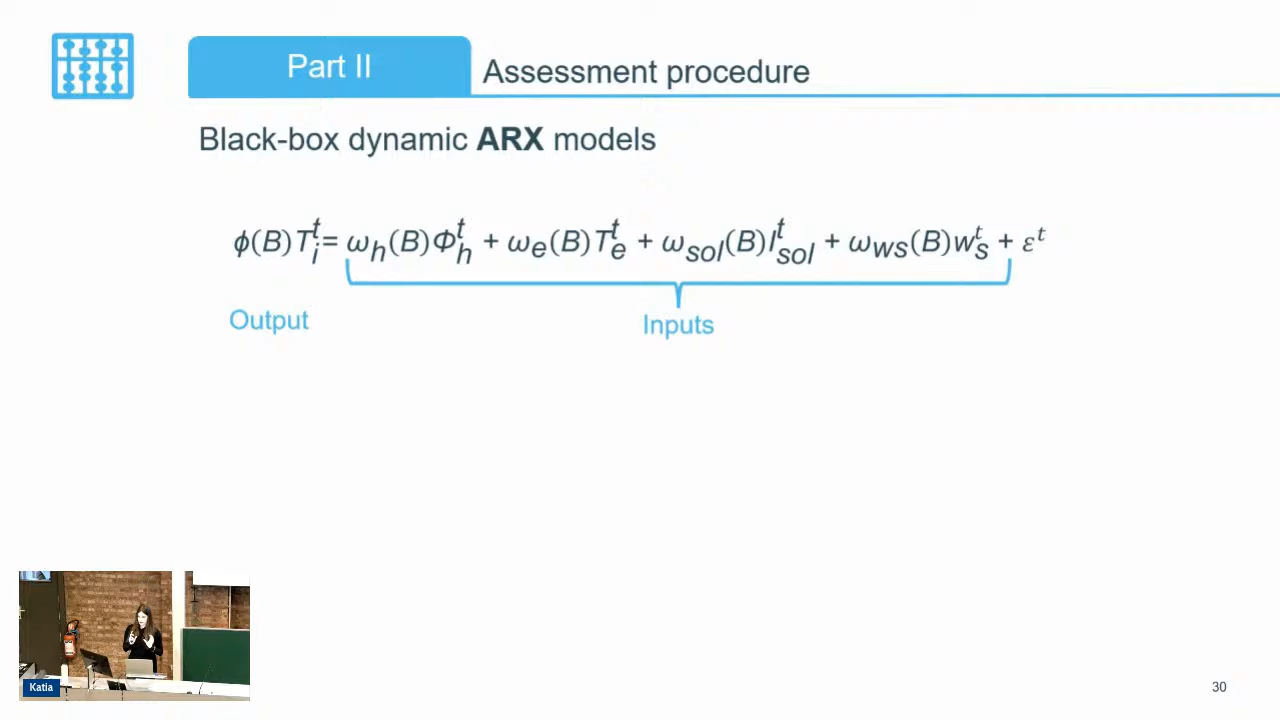 Part II
Assessment procedure
Black-box dynamic ARX models
ϕ(B)T_i^t = ω_h(B)Φ_h^t + ω_e(B)T_e^t + ω_sol(B)I_sol^t + ω_ws(B)w_s^t + ε^t
Output
Inputs
Katia
30